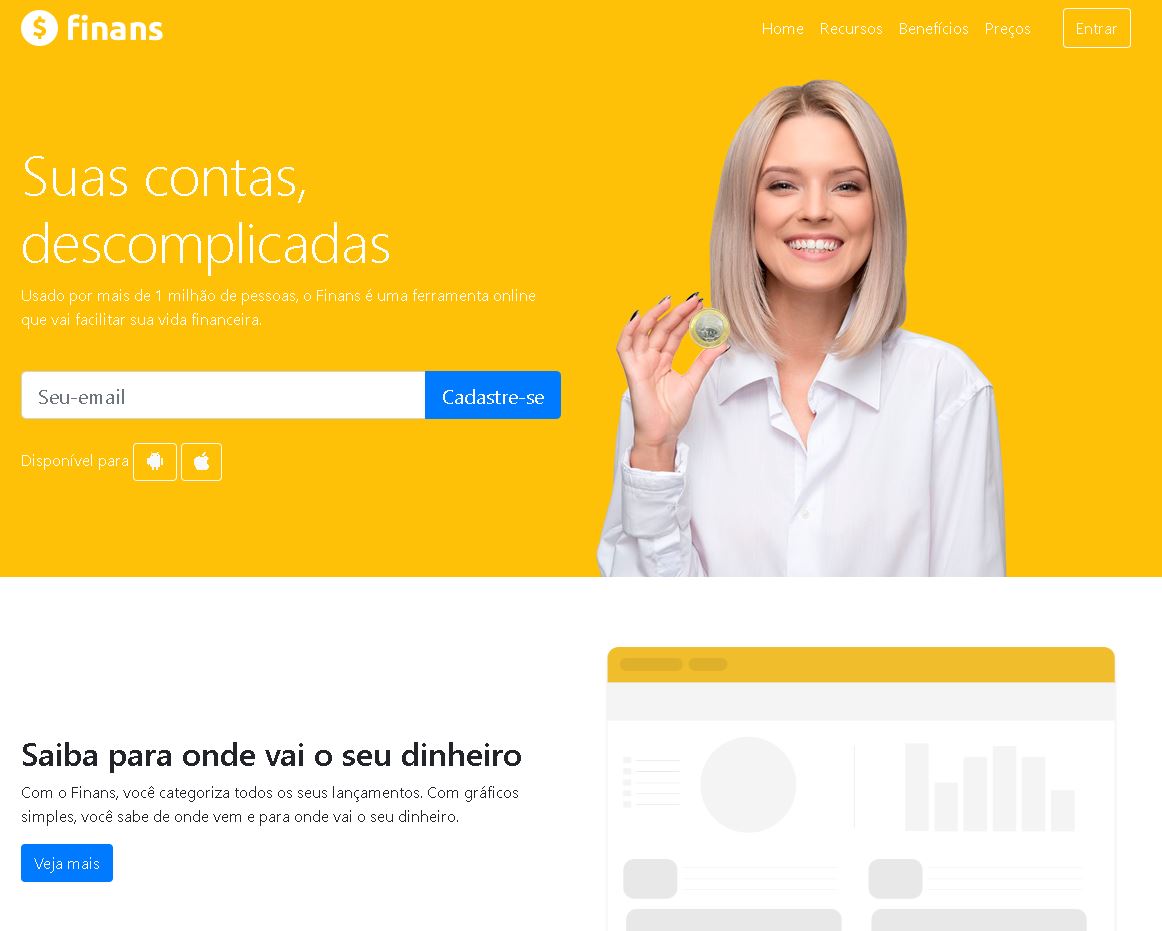 $ finans
Home Recursos Benefícios Preços Entrar
Suas contas,
descomplicadas
Usado por mais de 1 milhão de pessoas, o Finans é uma ferramenta online
que vai facilitar sua vida financeira.
Seu-email Cadastre-se
Disponível para
Saiba para onde vai o seu dinheiro
Com o Finans, você categoriza todos os seus lançamentos. Com gráficos
simples, você sabe de onde vem e para onde vai o seu dinheiro.
Veja mais